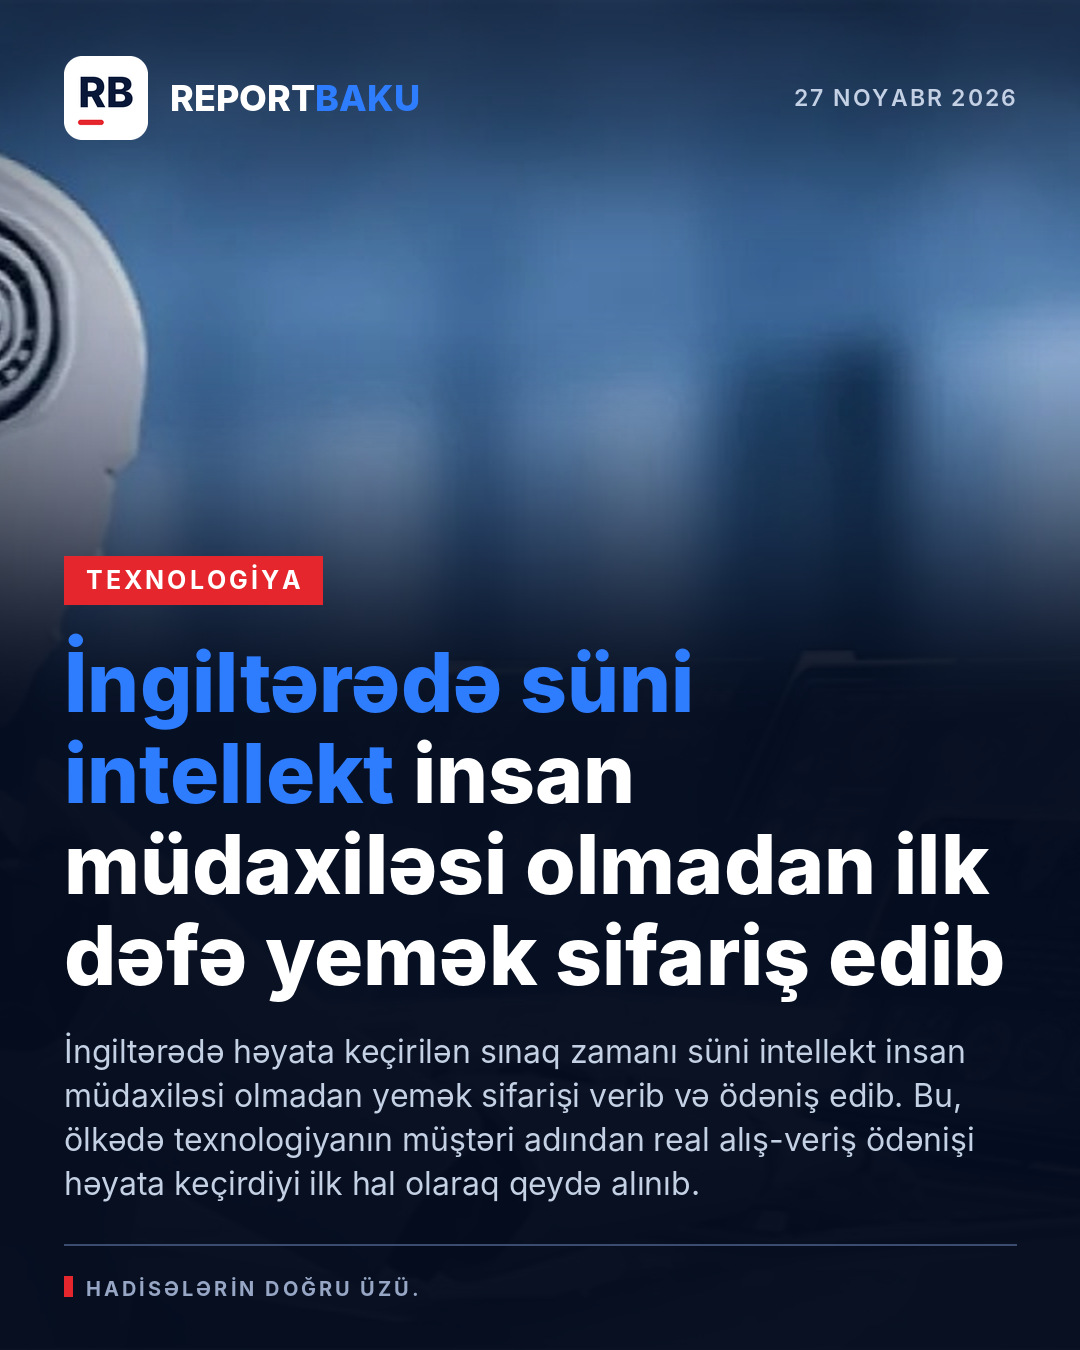 RB
REPORTBAKU
27 NOYABR 2026
TEXNOLOGİYA
İngiltərədə süni
intellekt insan
müdaxiləsi olmadan ilk
dəfə yemək sifariş edib
İngiltərədə həyata keçirilən sınaq zamanı süni intellekt insan
müdaxiləsi olmadan yemək sifarişi verib və ödəniş edib. Bu,
ölkədə texnologiyanın müştəri adından real alış-veriş ödənişi
həyata keçirdiyi ilk hal olaraq qeydə alınıb.
HADİSƏLƏRİN DOĞRU ÜZÜ.